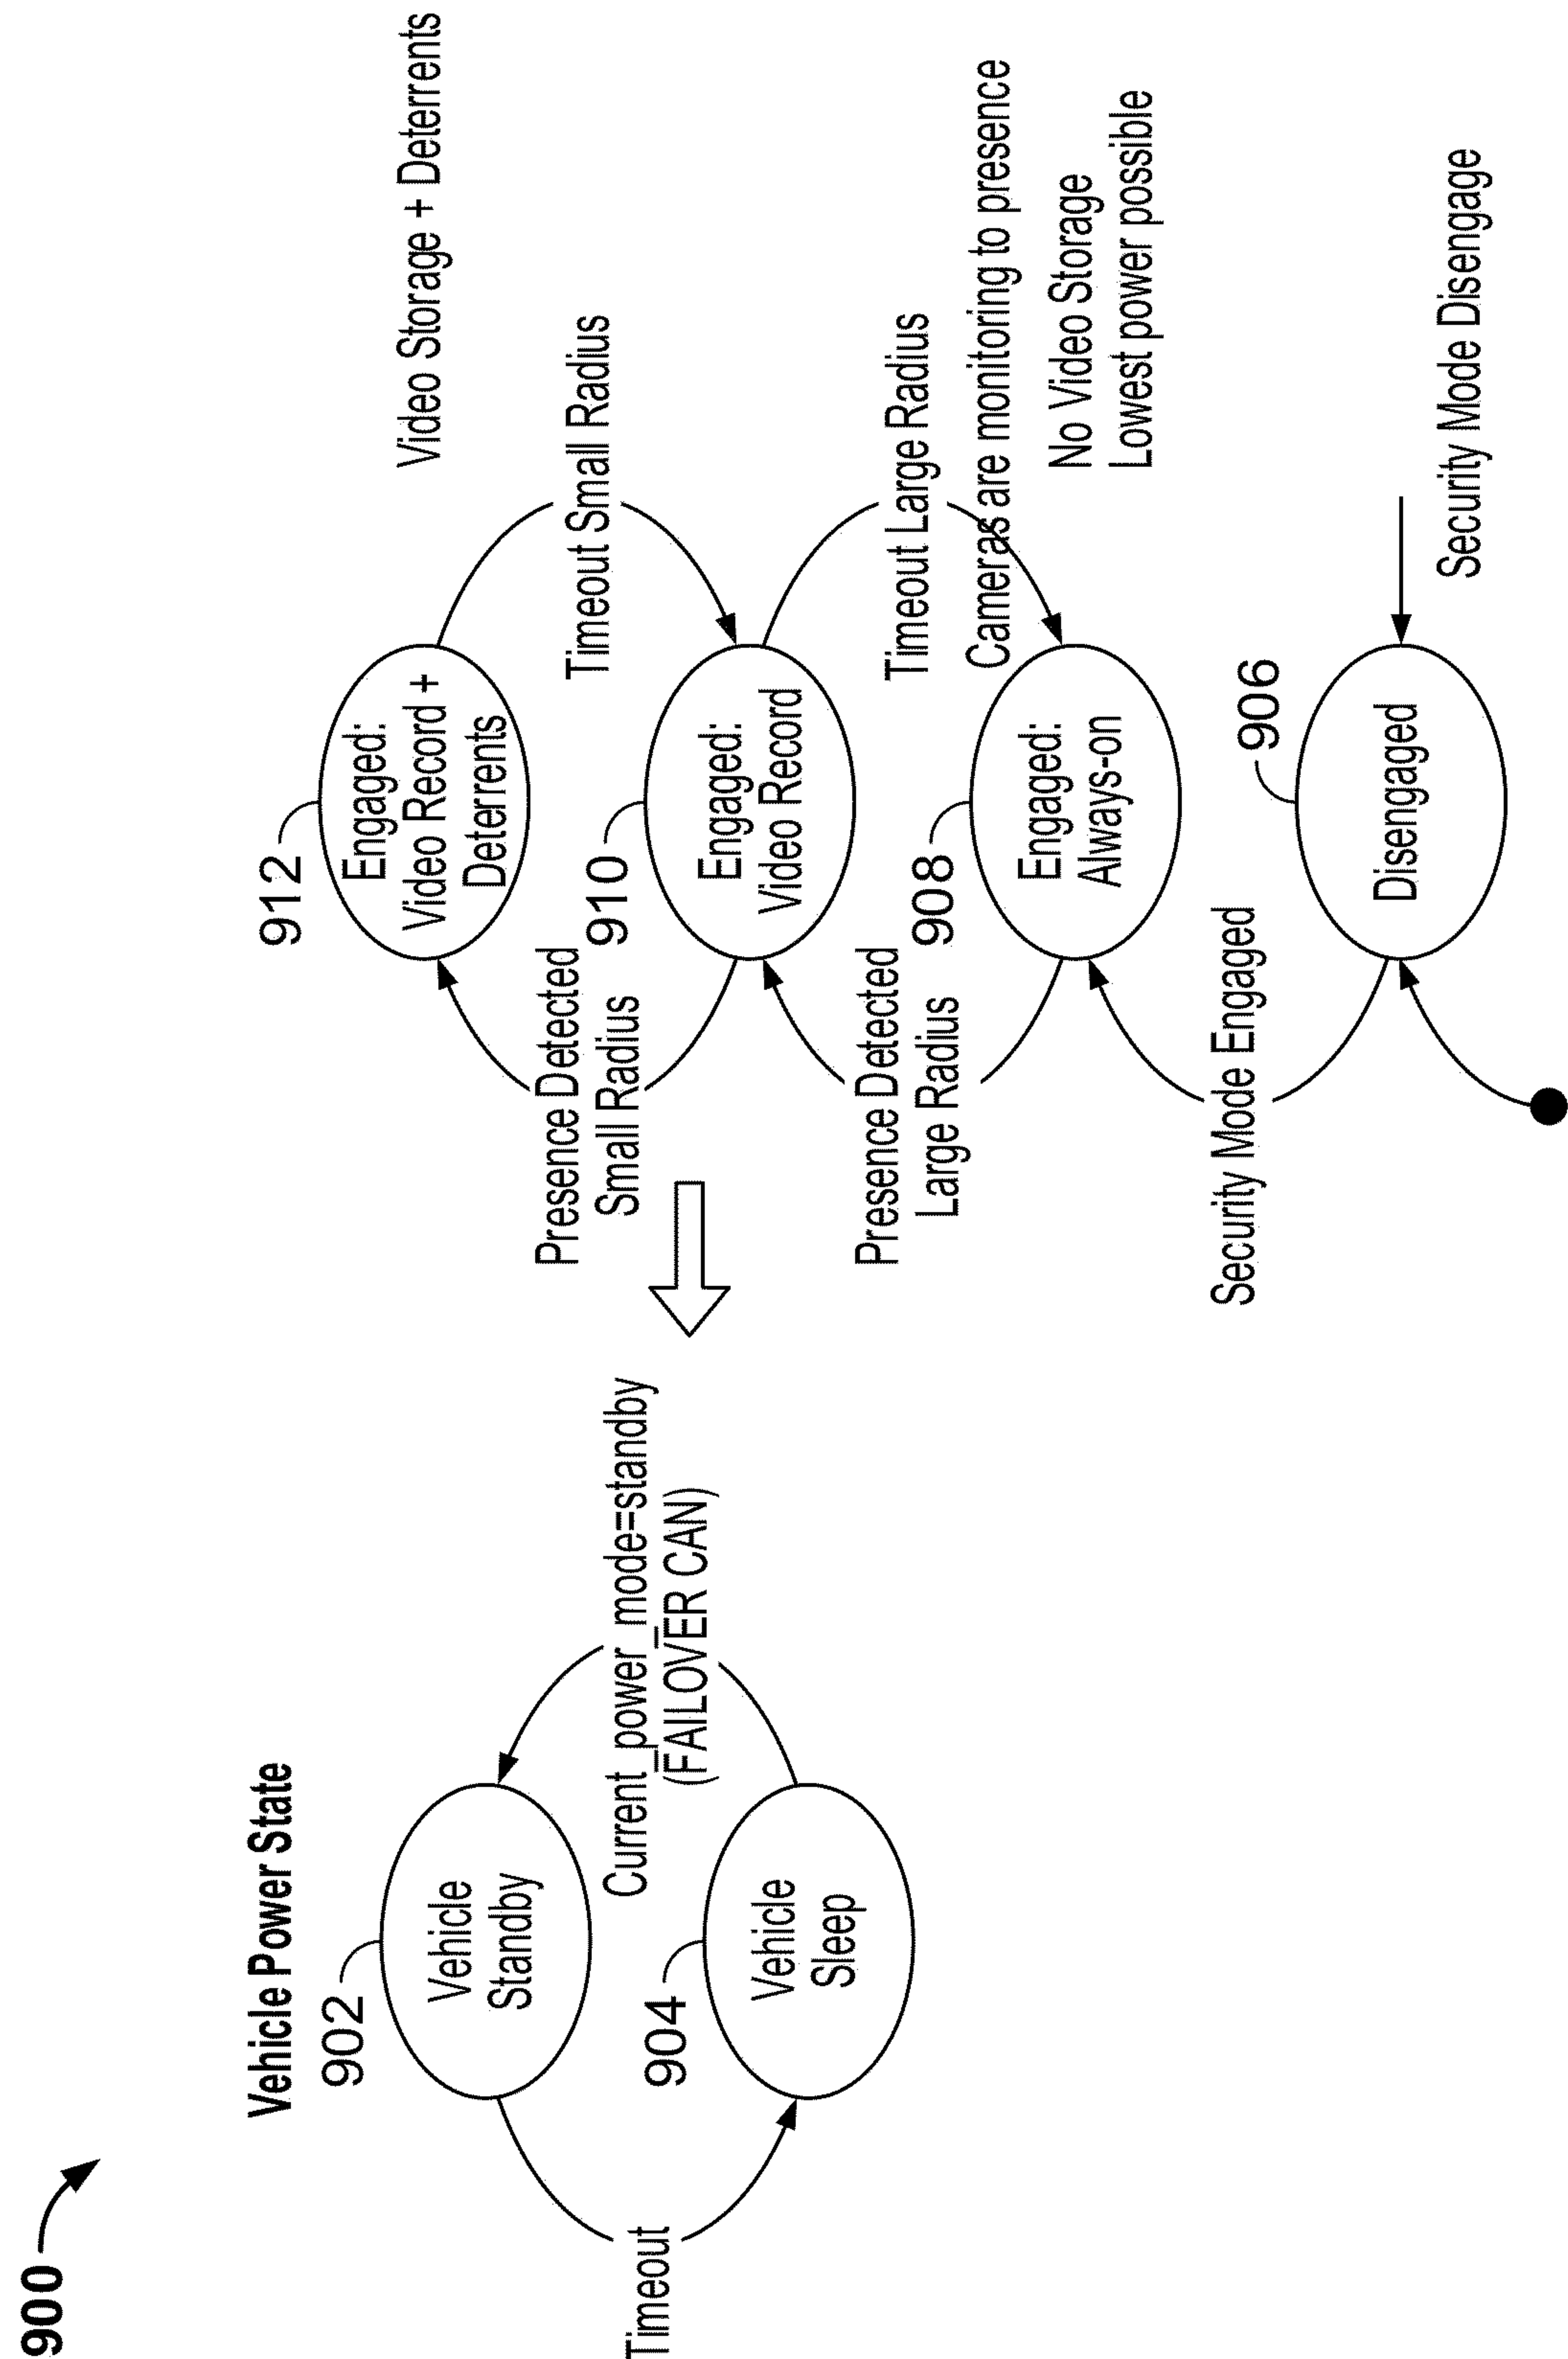 900
Vehicle Power State
902
Vehicle
Standby
904
Vehicle
Sleep
Timeout
Current_power_mode=standby
(FAILOVER CAN)
912
Engaged:
Video Record +
Deterrents
Video Storage + Deterrents
Presence Detected
Small Radius
Timeout Small Radius
910
Engaged:
Video Record
Presence Detected
Large Radius
Timeout Large Radius
Cameras are monitoring to presence
No Video Storage
Lowest power possible
908
Engaged:
Always-on
Security Mode Engaged
906
Disengaged
Security Mode Disengage